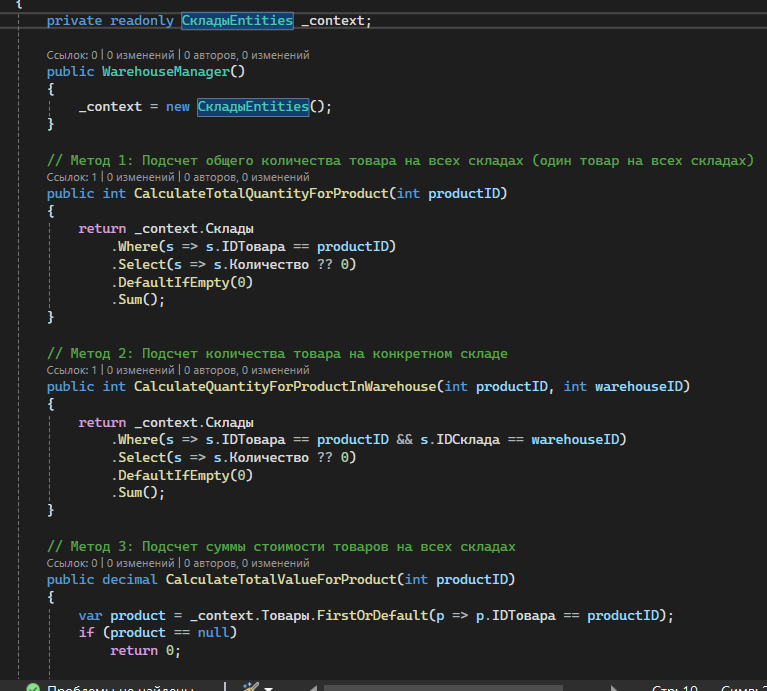 {
private readonly СкладыEntities _context;
Ссылок: 0 | 0 изменений | 0 авторов, 0 изменений
public WarehouseManager()
{
_context = new СкладыEntities();
}
// Метод 1: Подсчет общего количества товара на всех складах (один товар на всех складах)
Ссылок: 1 | 0 изменений | 0 авторов, 0 изменений
public int CalculateTotalQuantityForProduct(int productID)
{
return _context.Склады
.Where(s => s.IDТовара == productID)
.Select(s => s.Количество ?? 0)
.DefaultIfEmpty(0)
.Sum();
}
// Метод 2: Подсчет количества товара на конкретном складе
Ссылок: 1 | 0 изменений | 0 авторов, 0 изменений
public int CalculateQuantityForProductInWarehouse(int productID, int warehouseID)
{
return _context.Склады
.Where(s => s.IDТовара == productID && s.IDСклада == warehouseID)
.Select(s => s.Количество ?? 0)
.DefaultIfEmpty(0)
.Sum();
}
// Метод 3: Подсчет суммы стоимости товаров на всех складах
Ссылок: 0 | 0 изменений | 0 авторов, 0 изменений
public decimal CalculateTotalValueForProduct(int productID)
{
var product = _context.Товары.FirstOrDefault(p => p.IDТовара == productID);
if (product == null)
return 0;
Проблемы не найдены